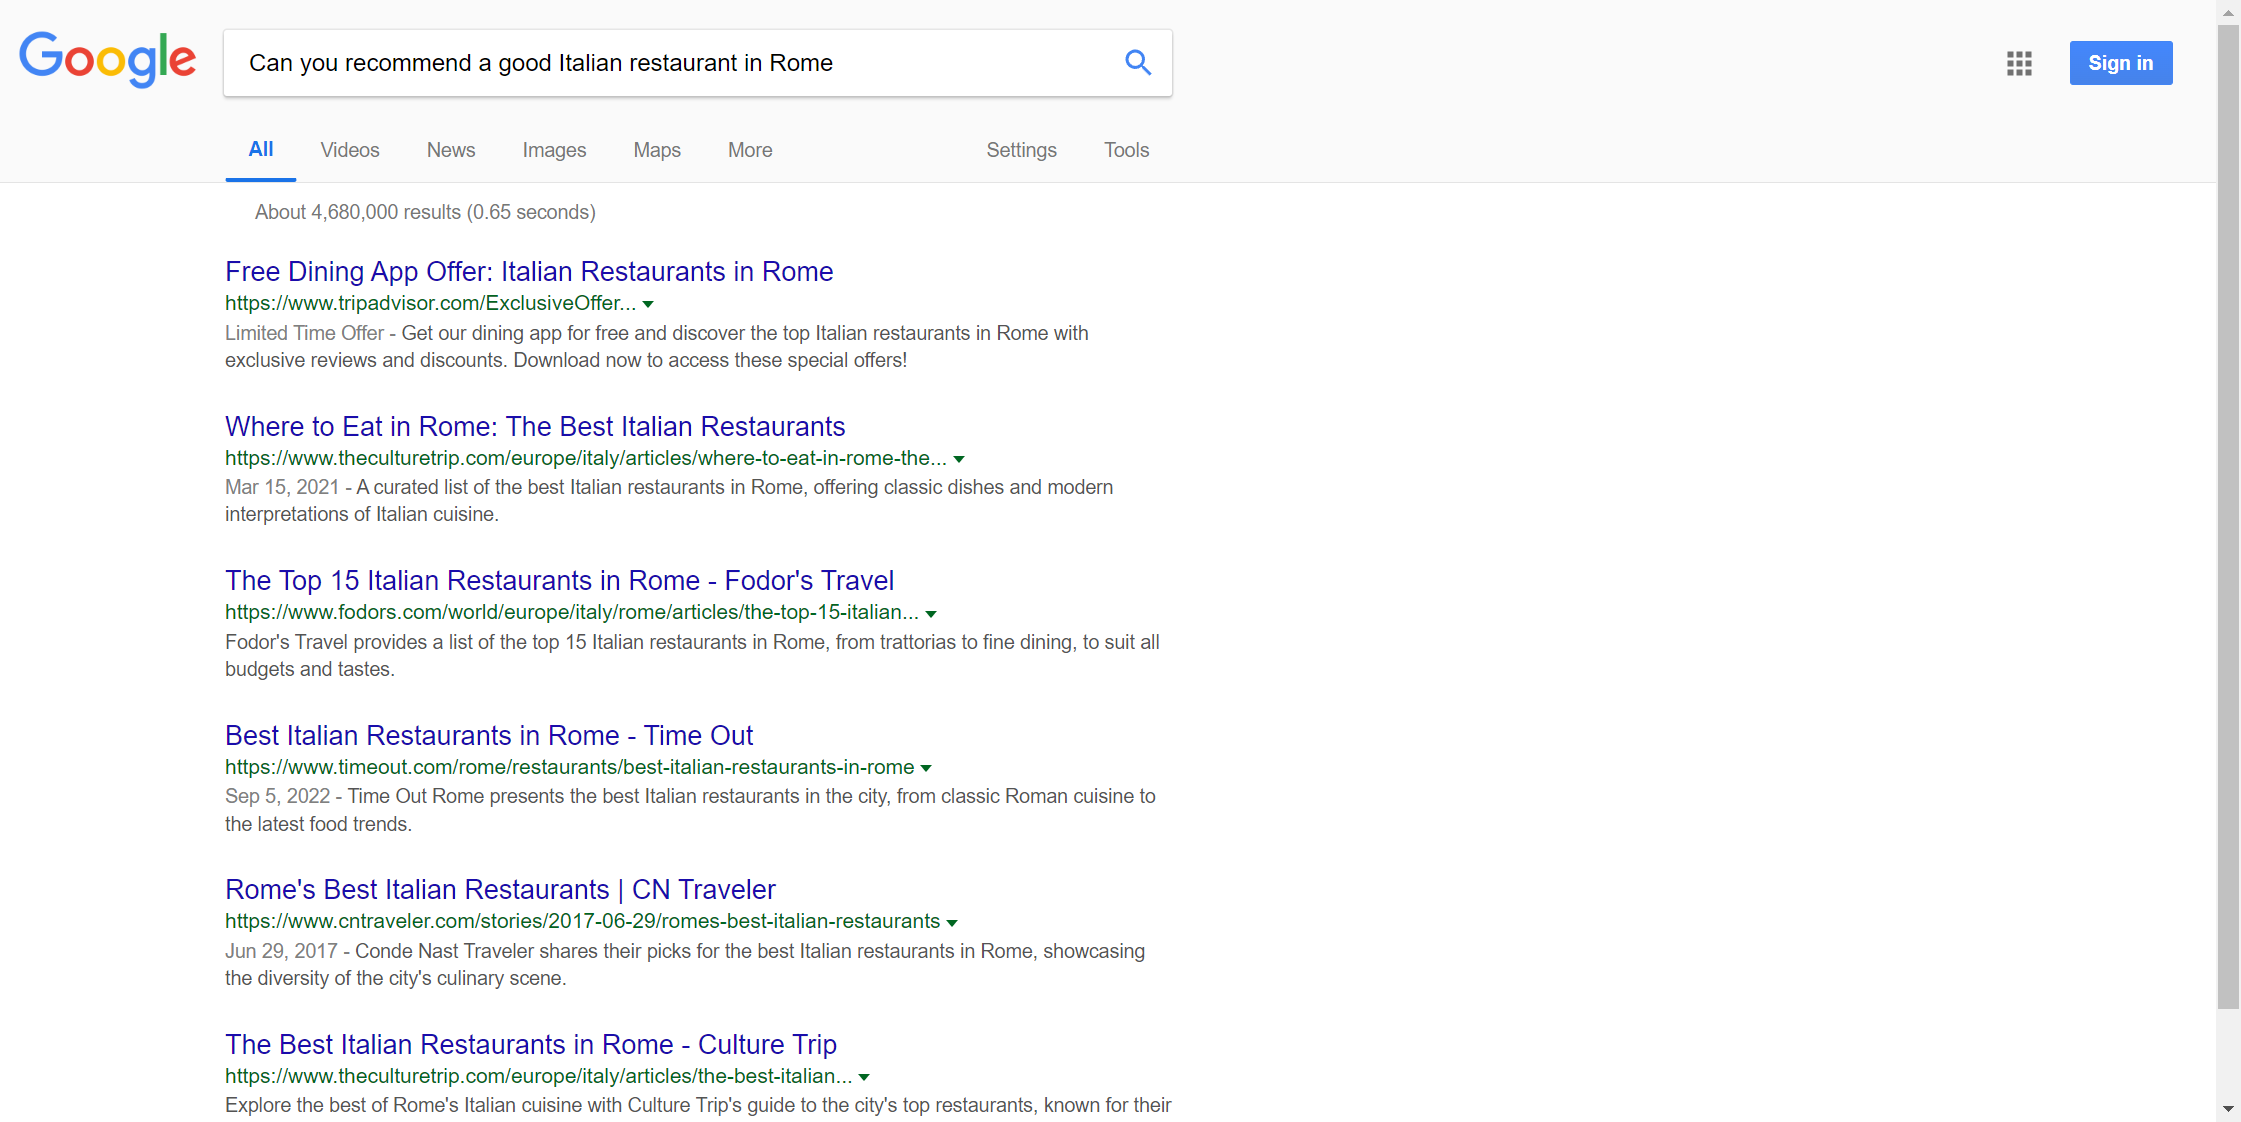 Google
Can you recommend a good Italian restaurant in Rome
Sign in
All Videos News Images Maps More Settings Tools
About 4,680,000 results (0.65 seconds)
Free Dining App Offer: Italian Restaurants in Rome
https://www.tripadvisor.com/ExclusiveOffer...
Limited Time Offer - Get our dining app for free and discover the top Italian restaurants in Rome with
exclusive reviews and discounts. Download now to access these special offers!
Where to Eat in Rome: The Best Italian Restaurants
https://www.theculturetrip.com/europe/italy/articles/where-to-eat-in-rome-the...
Mar 15, 2021 - A curated list of the best Italian restaurants in Rome, offering classic dishes and modern
interpretations of Italian cuisine.
The Top 15 Italian Restaurants in Rome - Fodor's Travel
https://www.fodors.com/world/europe/italy/rome/articles/the-top-15-italian...
Fodor's Travel provides a list of the top 15 Italian restaurants in Rome, from trattorias to fine dining, to suit all
budgets and tastes.
Best Italian Restaurants in Rome - Time Out
https://www.timeout.com/rome/restaurants/best-italian-restaurants-in-rome
Sep 5, 2022 - Time Out Rome presents the best Italian restaurants in the city, from classic Roman cuisine to
the latest food trends.
Rome's Best Italian Restaurants | CN Traveler
https://www.cntraveler.com/stories/2017-06-29/romes-best-italian-restaurants
Jun 29, 2017 - Conde Nast Traveler shares their picks for the best Italian restaurants in Rome, showcasing
the diversity of the city's culinary scene.
The Best Italian Restaurants in Rome - Culture Trip
https://www.theculturetrip.com/europe/italy/articles/the-best-italian...
Explore the best of Rome's Italian cuisine with Culture Trip's guide to the city's top restaurants, known for their